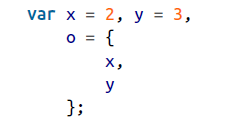 var x = 2, y = 3,
    o = {
        x,
        y
    };